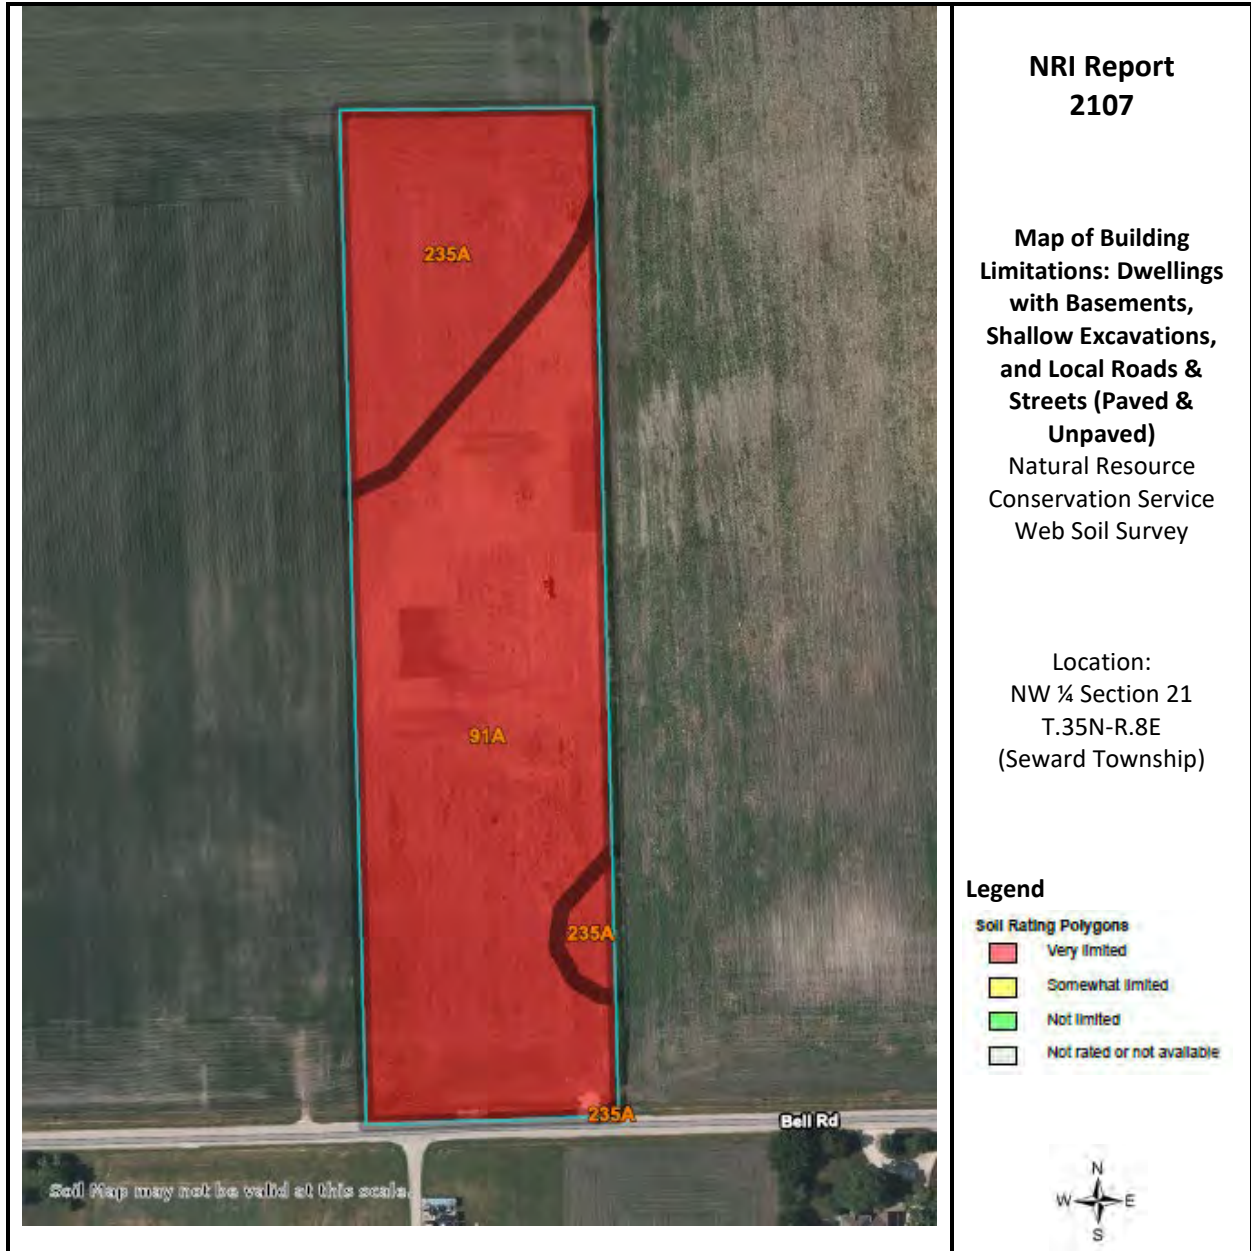 235A
91A
235A
235A
Bell Rd
Soil Map may not be valid at this scale.
NRI Report
2107
Map of Building
Limitations: Dwellings
with Basements,
Shallow Excavations,
and Local Roads &
Streets (Paved &
Unpaved)
Natural Resource
Conservation Service
Web Soil Survey
Location:
NW ¼ Section 21
T.35N-R.8E
(Seward Township)
Legend
Soil Rating Polygons
Very limited
Somewhat limited
Not limited
Not rated or not available
N
W E
S